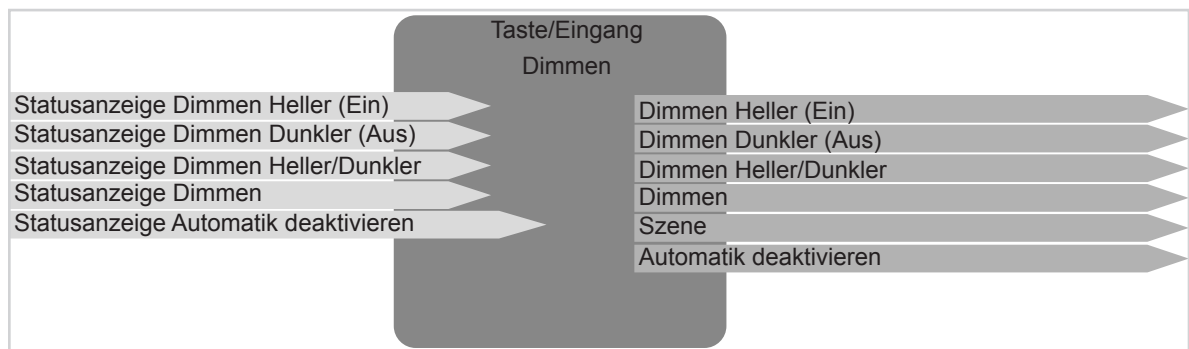 Taste/Eingang
Dimmen
Statusanzeige Dimmen Heller (Ein)
Statusanzeige Dimmen Dunkler (Aus)
Statusanzeige Dimmen Heller/Dunkler
Statusanzeige Dimmen
Statusanzeige Automatik deaktivieren
Dimmen Heller (Ein)
Dimmen Dunkler (Aus)
Dimmen Heller/Dunkler
Dimmen
Szene
Automatik deaktivieren